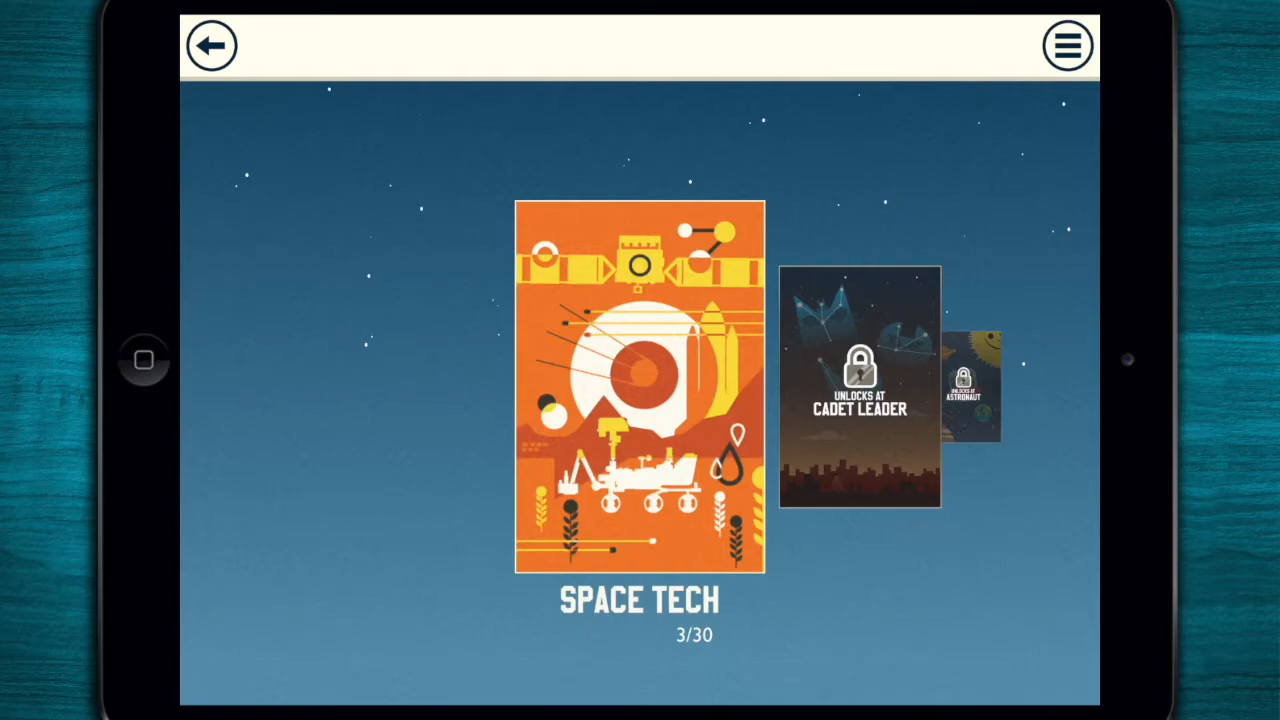 UNLOCKS AT
CADET LEADER
UNLOCKS AT
ASTRONAUT
SPACE TECH
3/30